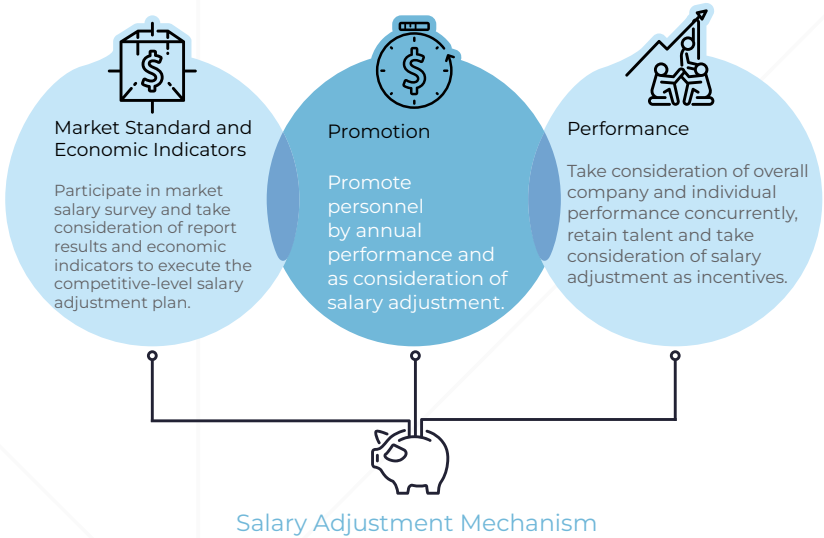 Market Standard and
Economic Indicators
Participate in market
salary survey and take
consideration of report
results and economic
indicators to execute the
competitive-level salary
adjustment plan.
Promotion
Promote
personnel
by annual
performance and
as consideration of
salary adjustment.
Performance
Take consideration of overall
company and individual
performance concurrently,
retain talent and take
consideration of salary
adjustment as incentives.
Salary Adjustment Mechanism